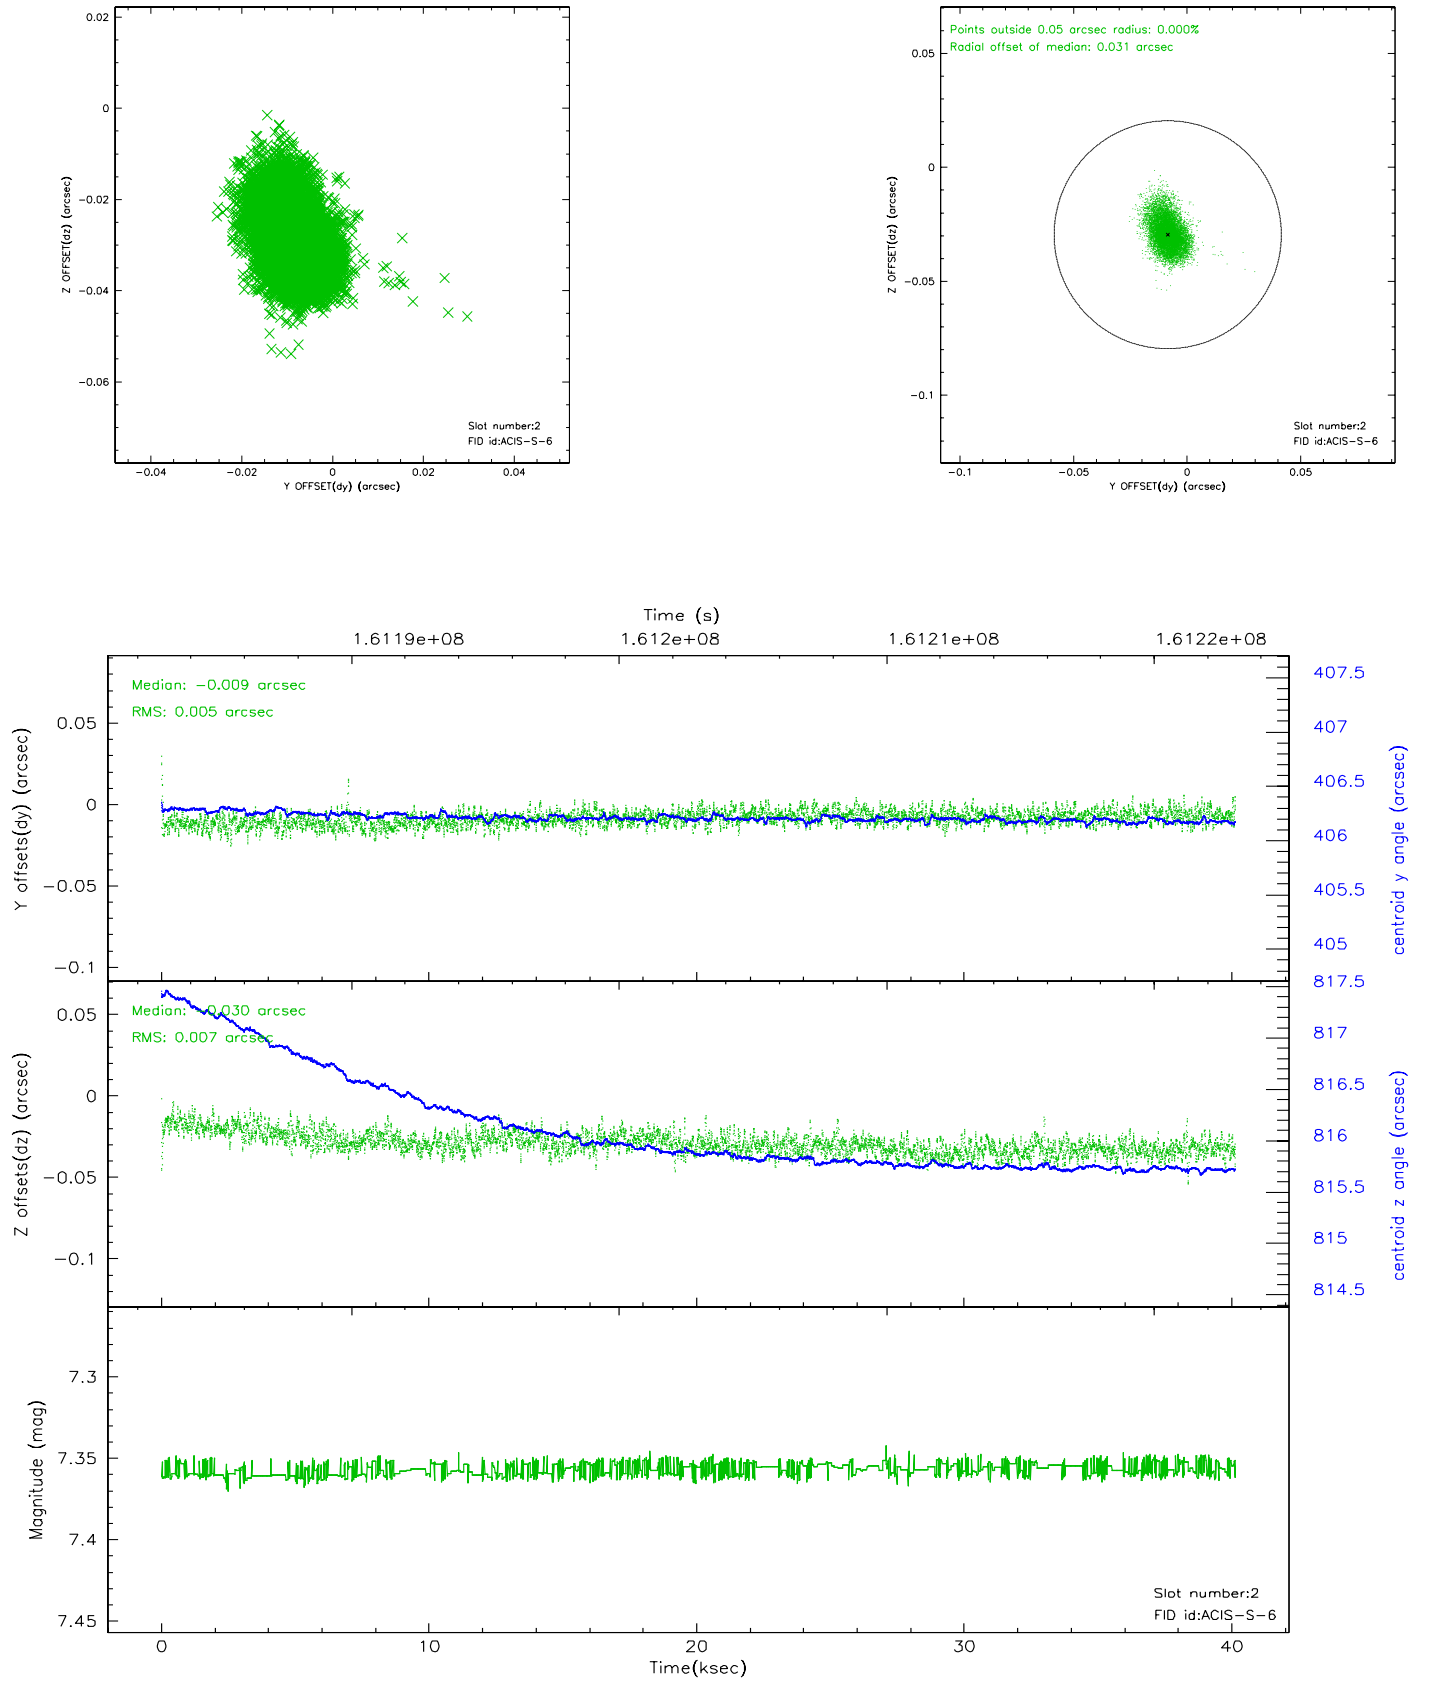 0.02
0
-0.02
-0.04
-0.06
Z OFFSET(dz) (arcsec)
Slot number:2
FID id:ACIS-S-6
-0.04 -0.02 0 0.02 0.04
Y OFFSET(dy) (arcsec)
Points outside 0.05 arcsec radius: 0.000%
Radial offset of median: 0.031 arcsec
0.05
0
-0.05
-0.1
Z OFFSET(dz) (arcsec)
Slot number:2
FID id:ACIS-S-6
-0.1 -0.05 0 0.05
Y OFFSET(dy) (arcsec)
Time (s)
1.6119e+08 1.612e+08 1.6121e+08 1.6122e+08
Median: -0.009 arcsec
RMS: 0.005 arcsec
0.05
0
-0.05
-0.1
Y offsets(dy) (arcsec)
407.5
407
406.5
406
405.5
405
centroid y angle (arcsec)
Median: -0.030 arcsec
RMS: 0.007 arcsec
0.05
0
-0.05
-0.1
Z offsets(dz) (arcsec)
817.5
817
816.5
816
815.5
815
814.5
centroid z angle (arcsec)
7.3
7.35
7.4
7.45
Magnitude (mag)
Slot number:2
FID id:ACIS-S-6
0 10 20 30 40
Time(ksec)